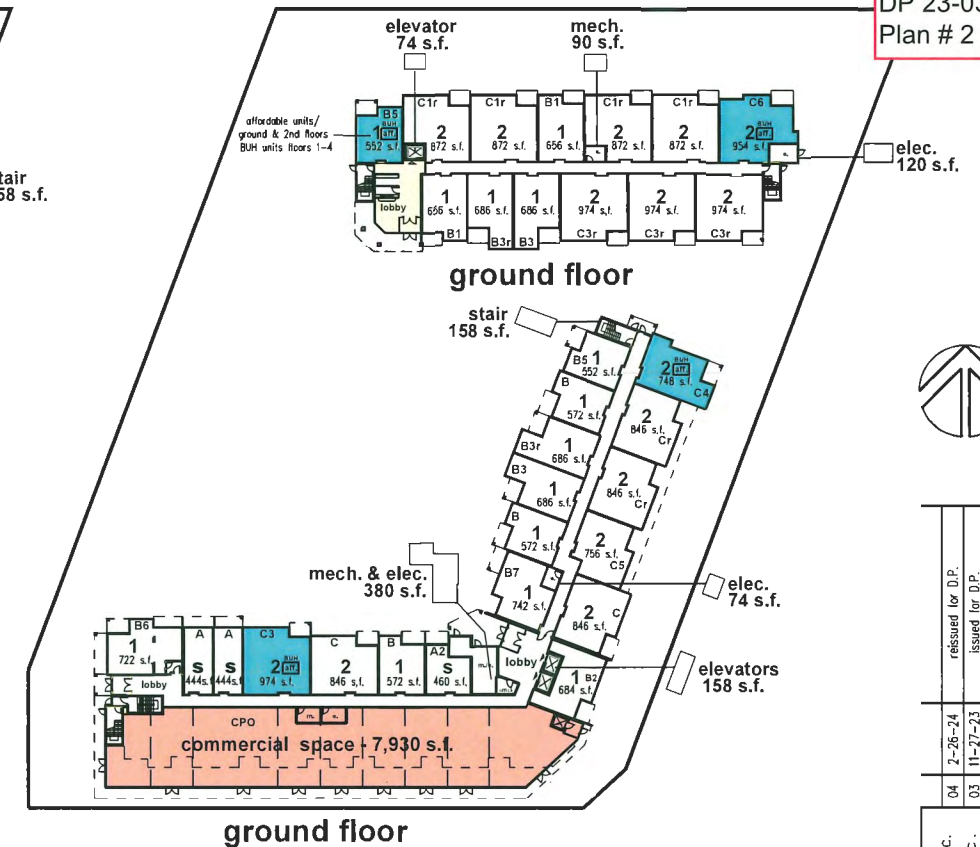 DP 23-03
Plan # 2
elevator
74 s.f.
mech.
90 s.f.
affordable units/
ground & 2nd floors
BUH units floors 1-4
B5
1 BUH aff.
552 s.f.
C1r
2
872 s.f.
C1r
2
872 s.f.
B1
1
656 s.f.
C1r
2
872 s.f.
C1r
2
872 s.f.
C6
2 BUH aff.
954 s.f.
elec.
120 s.f.
tair
58 s.f.
lobby
1
656 s.f.
B1
1
686 s.f.
B3r
1
686 s.f.
B3
2
974 s.f.
C3r
2
974 s.f.
C3r
2
974 s.f.
C3r
ground floor
stair
158 s.f.
B5 1
552 s.f.
2 BUH aff.
748 s.f.
C4
B
1
572 s.f.
2
846 s.f.
Cr
B3r
1
686 s.f.
2
846 s.f.
Cr
B3
1
686 s.f.
B
1
572 s.f.
2
756 s.f.
C5
B7
1
742 s.f.
2
846 s.f.
C
mech. & elec.
380 s.f.
elec.
74 s.f.
lobby
elevators
158 s.f.
1
684 s.f.
B2
B6
1
722 s.f.
lobby
A
s
444 s.f.
A
s
444 s.f.
C3
2 BUH aff.
974 s.f.
C
2
846 s.f.
B
1
572 s.f.
A2
s
460 s.f.
CPO
m.
e.
commercial space - 7,930 s.f.
ground floor
reissued for D.P.
issued for D.P.
2-26-24
11-27-23
04
03